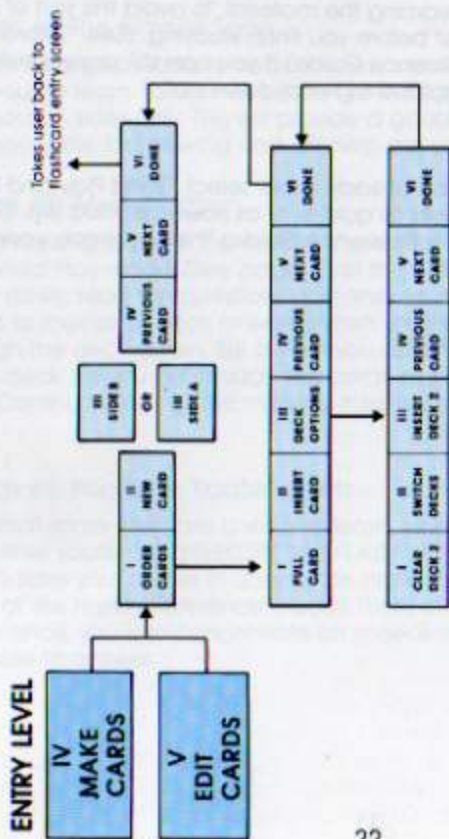 ENTRY LEVEL
IV
MAKE
CARDS
V
EDIT
CARDS
I
ORDER
CARDS
II
NEW
CARD
III
SIDE B
OR
III
SIDE A
IV
PREVIOUS
CARD
V
NEXT
CARD
VI
DONE
Takes user back to
flashcard entry screen
I
PULL
CARD
II
INSERT
CARD
III
DECK
OPTIONS
IV
PREVIOUS
CARD
V
NEXT
CARD
VI
DONE
I
CLEAR
DECK 2
II
SWITCH
DECKS
III
INSERT
DECK 2
IV
PREVIOUS
CARD
V
NEXT
CARD
VI
DONE
22